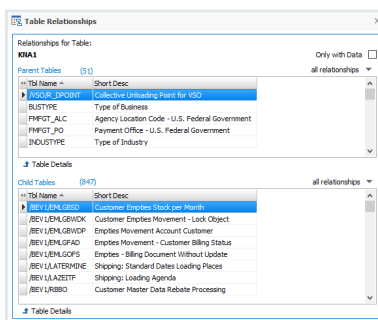 Table Relationships
Relationships for Table:
KNA1
Only with Data
Parent Tables (51) all relationships
Tbl Name Short Desc
/VSO/R_DPOINT Collective Unloading Point for VSO
BUSTYPE Type of Business
FMFGT_ALC Agency Location Code - U.S. Federal Government
FMFGT_PO Payment Office - U.S. Federal Government
INDUSTYPE Type of Industry
Table Details
Child Tables (847) all relationships
Tbl Name Short Desc
/BEV1/EMLGBSD Customer Empties Stock per Month
/BEV1/EMLGBWDK Customer Empties Movement - Lock Object
/BEV1/EMLGBWDP Empties Movement Account Customer
/BEV1/EMGFAD Empties Movement - Customer Billing Status
/BEV1/EMLGOFS Empties - Billing Document Without Update
/BEV1/LATERMINE Shipping: Standard Dates Loading Places
/BEV1/LAZEITF Shipping: Loading Agenda
/BEV1/RBBO Customer Master Data Rebate Processing
Table Details